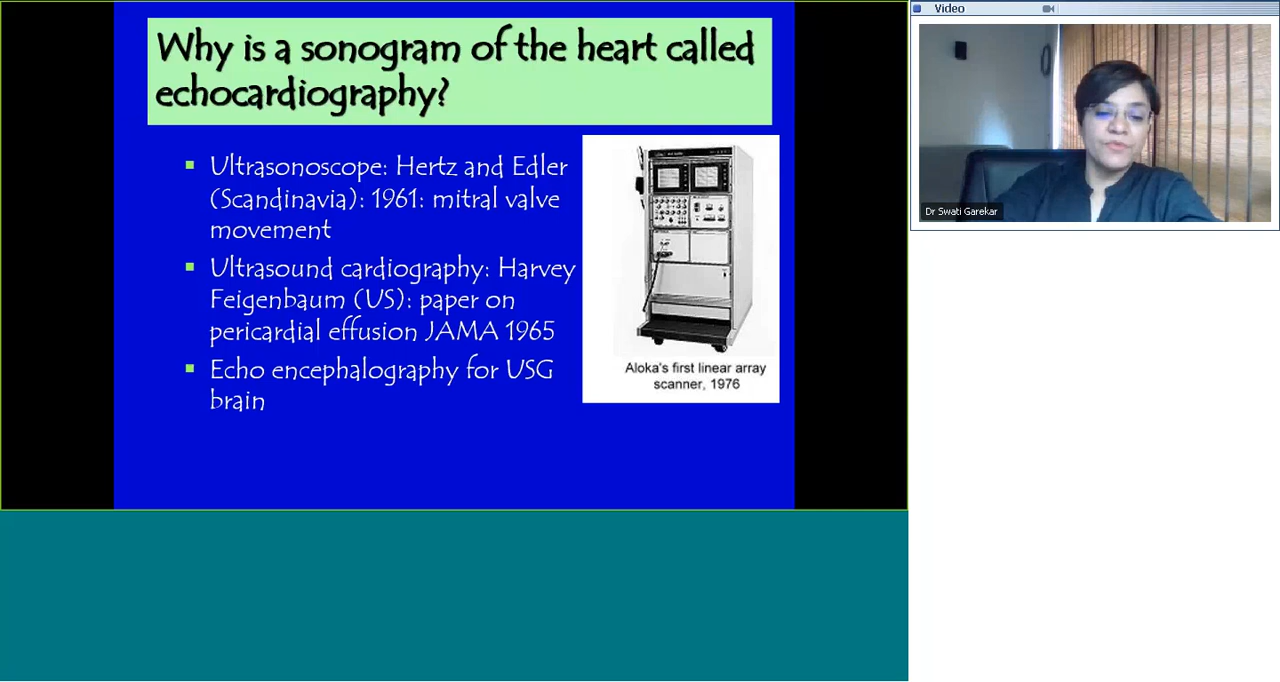 Why is a sonogram of the heart called
echocardiography?
Ultrasonoscope: Hertz and Edler
(Scandinavia): 1961: mitral valve
movement
Ultrasound cardiography: Harvey
Feigenbaum (US): paper on
pericardial effusion JAMA 1965
Echo encephalography for USG
brain
Aloka's first linear array
scanner, 1976
Video
Dr Swati Garekar